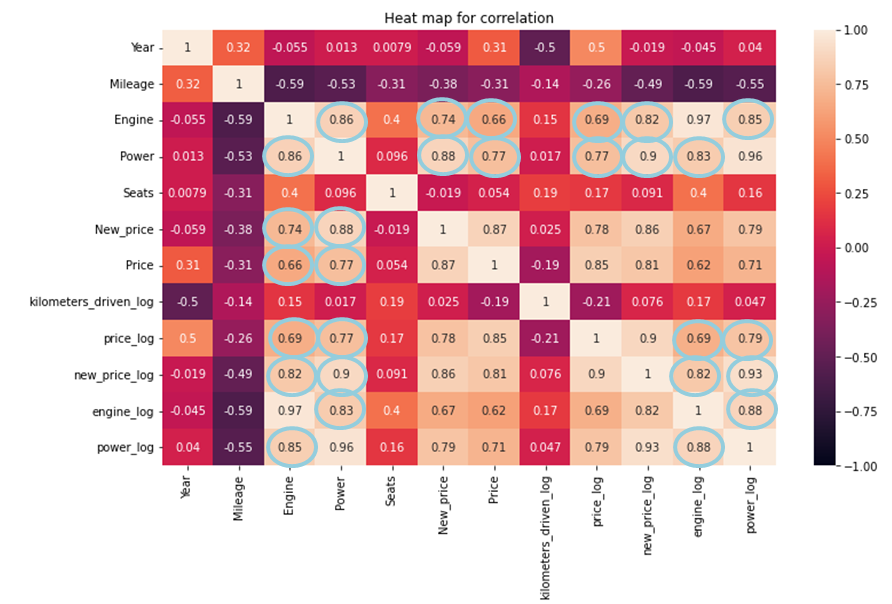 Heat map for correlation
Year 1 0.32 -0.055 0.013 0.0079 -0.059 0.31 -0.5 0.5 -0.019 -0.045 0.04
Mileage 0.32 1 -0.59 -0.53 -0.31 -0.38 -0.31 -0.14 -0.26 -0.49 -0.59 -0.55
Engine -0.055 -0.59 1 0.86 0.4 0.74 0.66 0.15 0.69 0.82 0.97 0.85
Power 0.013 -0.53 0.86 1 0.096 0.88 0.77 0.017 0.77 0.9 0.83 0.96
Seats 0.0079 -0.31 0.4 0.096 1 -0.019 0.054 0.19 0.17 0.091 0.4 0.16
New_price -0.059 -0.38 0.74 0.88 -0.019 1 0.87 0.025 0.78 0.86 0.67 0.79
Price 0.31 -0.31 0.66 0.77 0.054 0.87 1 -0.19 0.85 0.81 0.62 0.71
kilometers_driven_log -0.5 -0.14 0.15 0.017 0.19 0.025 -0.19 1 -0.21 0.076 0.17 0.047
price_log 0.5 -0.26 0.69 0.77 0.17 0.78 0.85 -0.21 1 0.9 0.69 0.79
new_price_log -0.019 -0.49 0.82 0.9 0.091 0.86 0.81 0.076 0.9 1 0.82 0.93
engine_log -0.045 -0.59 0.97 0.83 0.4 0.67 0.62 0.17 0.69 0.82 1 0.88
power_log 0.04 -0.55 0.85 0.96 0.16 0.79 0.71 0.047 0.79 0.93 0.88 1
Year Mileage Engine Power Seats New_price Price kilometers_driven_log price_log new_price_log engine_log power_log
1.00
0.75
0.50
0.25
0.00
-0.25
-0.50
-0.75
-1.00